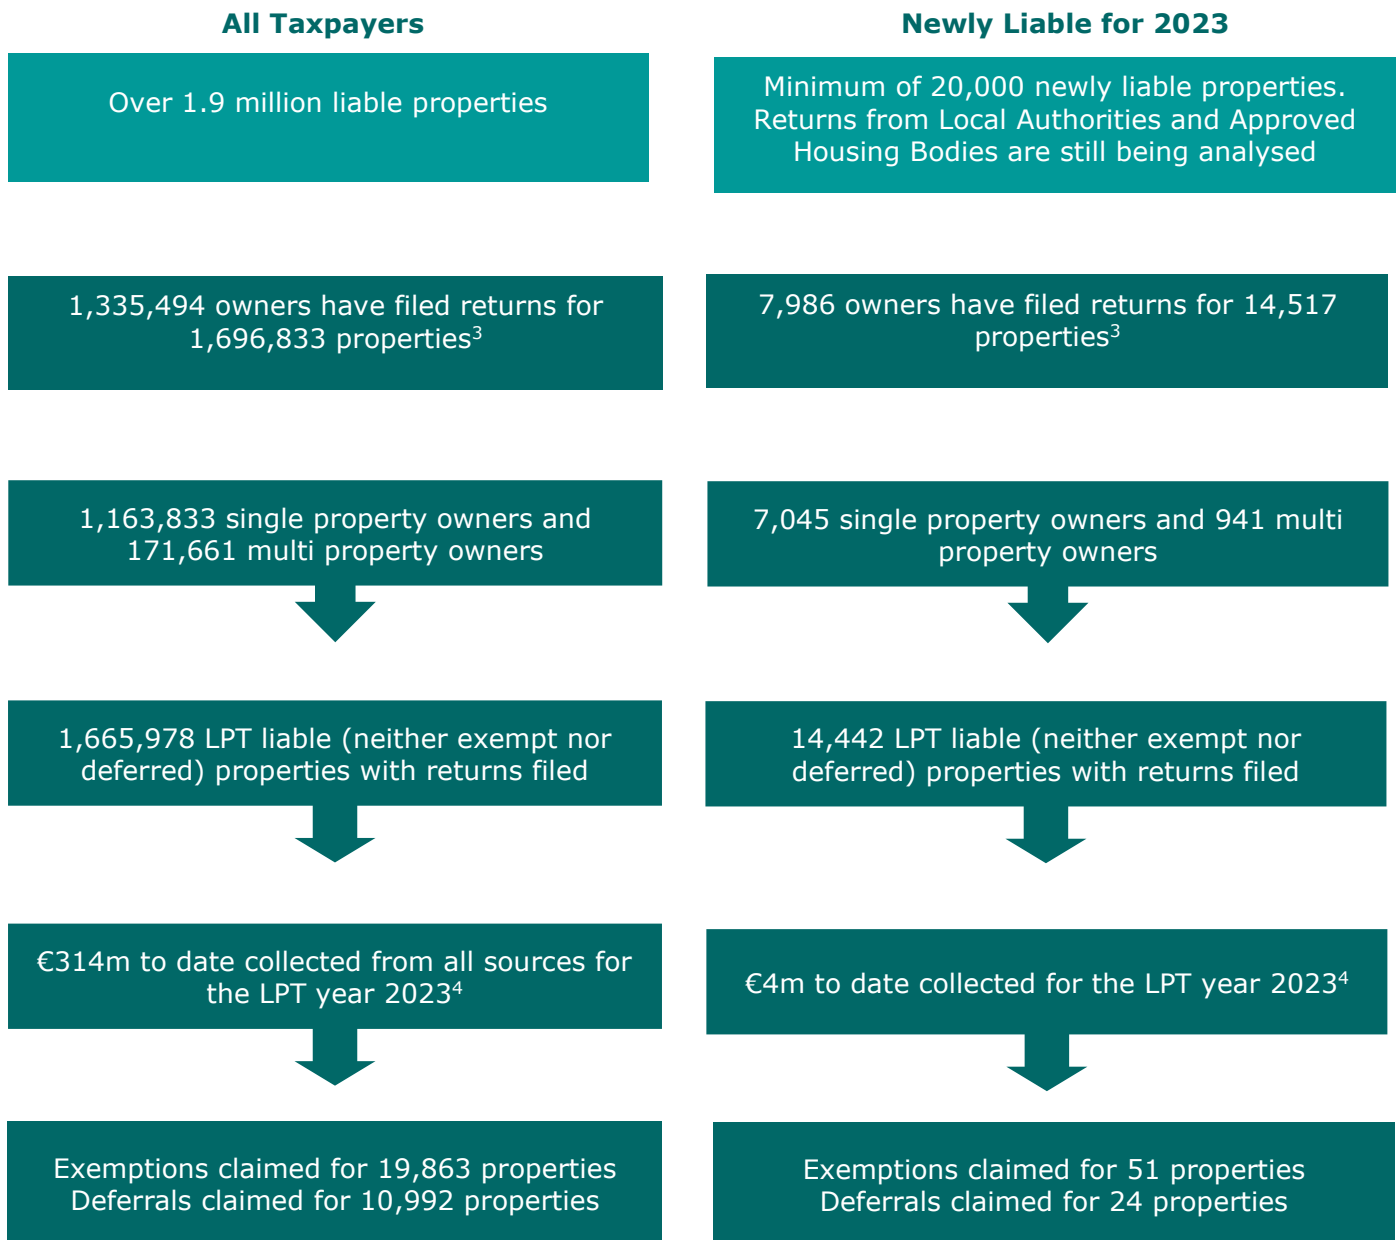 All Taxpayers
Over 1.9 million liable properties
1,335,494 owners have filed returns for
1,696,833 properties³
1,163,833 single property owners and
171,661 multi property owners
1,665,978 LPT liable (neither exempt nor
deferred) properties with returns filed
€314m to date collected from all sources for
the LPT year 2023⁴
Exemptions claimed for 19,863 properties
Deferrals claimed for 10,992 properties
Newly Liable for 2023
Minimum of 20,000 newly liable properties.
Returns from Local Authorities and Approved
Housing Bodies are still being analysed
7,986 owners have filed returns for 14,517
properties³
7,045 single property owners and 941 multi
property owners
14,442 LPT liable (neither exempt nor
deferred) properties with returns filed
€4m to date collected for the LPT year 2023⁴
Exemptions claimed for 51 properties
Deferrals claimed for 24 properties